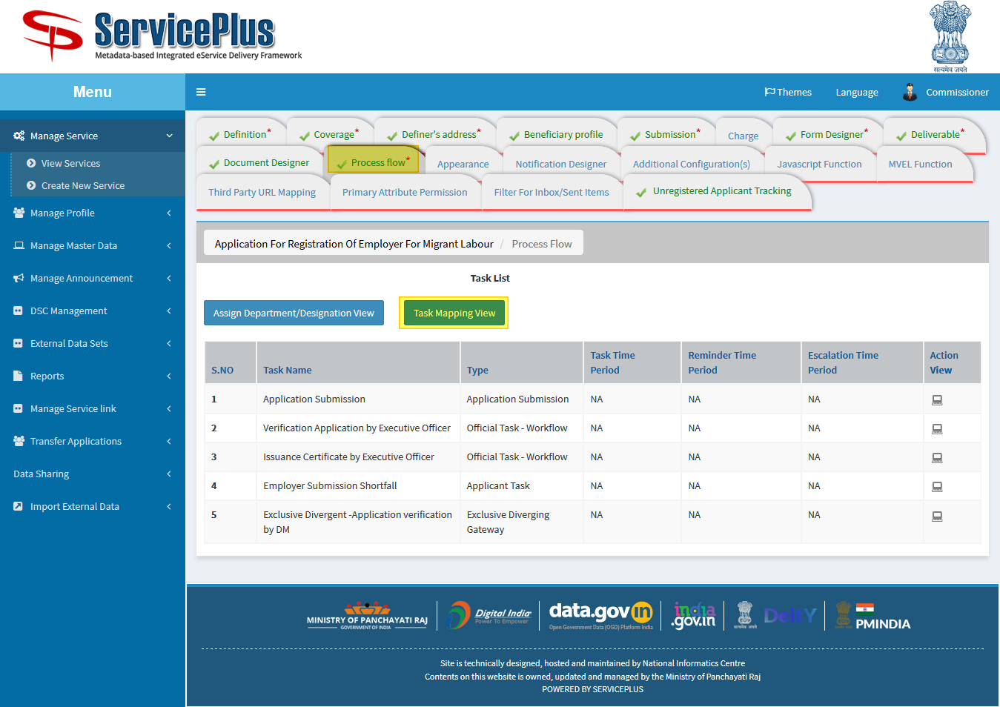 ServicePlus
Metadata-based Integrated eService Delivery Framework
सत्यमेव जयते
Menu
Themes
Language
Commissioner
Manage Service
View Services
Create New Service
Manage Profile
Manage Master Data
Manage Announcement
DSC Management
External Data Sets
Reports
Manage Service link
Transfer Applications
Data Sharing
Import External Data
Definition* Coverage* Definer's address* Beneficiary profile Submission* Charge Form Designer* Deliverable*
Document Designer Process flow* Appearance Notification Designer Additional Configuration(s) Javascript Function MVEL Function
Third Party URL Mapping Primary Attribute Permission Filter For Inbox/Sent Items Unregistered Applicant Tracking
Application For Registration Of Employer For Migrant Labour / Process Flow
Task List
Assign Department/Designation View Task Mapping View
S.NO Task Name Type Task Time Period Reminder Time Period Escalation Time Period Action View
1 Application Submission Application Submission NA NA NA
2 Verification Application by Executive Officer Official Task - Workflow NA NA NA
3 Issuance Certificate by Executive Officer Official Task - Workflow NA NA NA
4 Employer Submission Shortfall Applicant Task NA NA NA
5 Exclusive Divergent -Application verification by DM Exclusive Diverging Gateway NA NA NA
MINISTRY OF PANCHAYATI RAJ
GOVERNMENT OF INDIA
Digital India
Power To Empower
data.gov in
Open Government Data (OGD) Platform India
india
.gov.in
सत्यमेव जयते
DeitY
PMINDIA
Site is technically designed, hosted and maintained by National Informatics Centre
Contents on this website is owned, updated and managed by the Ministry of Panchayati Raj
POWERED BY SERVICEPLUS